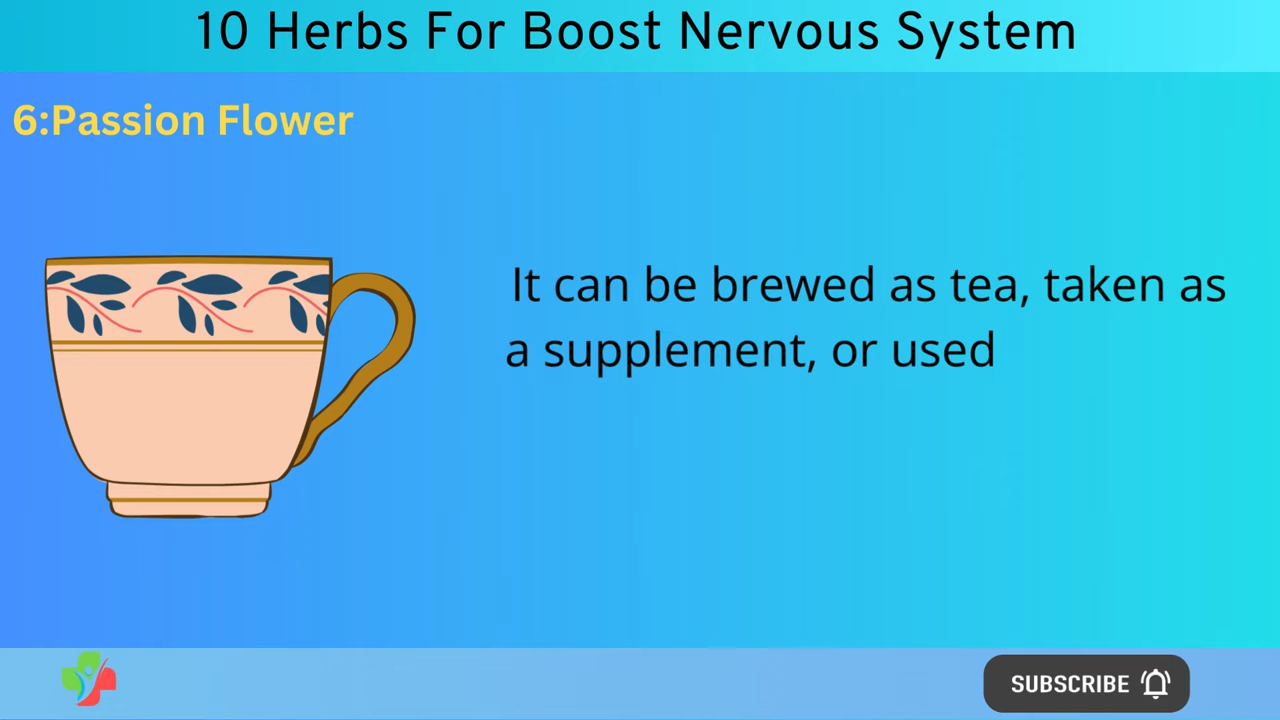 10 Herbs For Boost Nervous System
6:Passion Flower
It can be brewed as tea, taken as
a supplement, or used
SUBSCRIBE